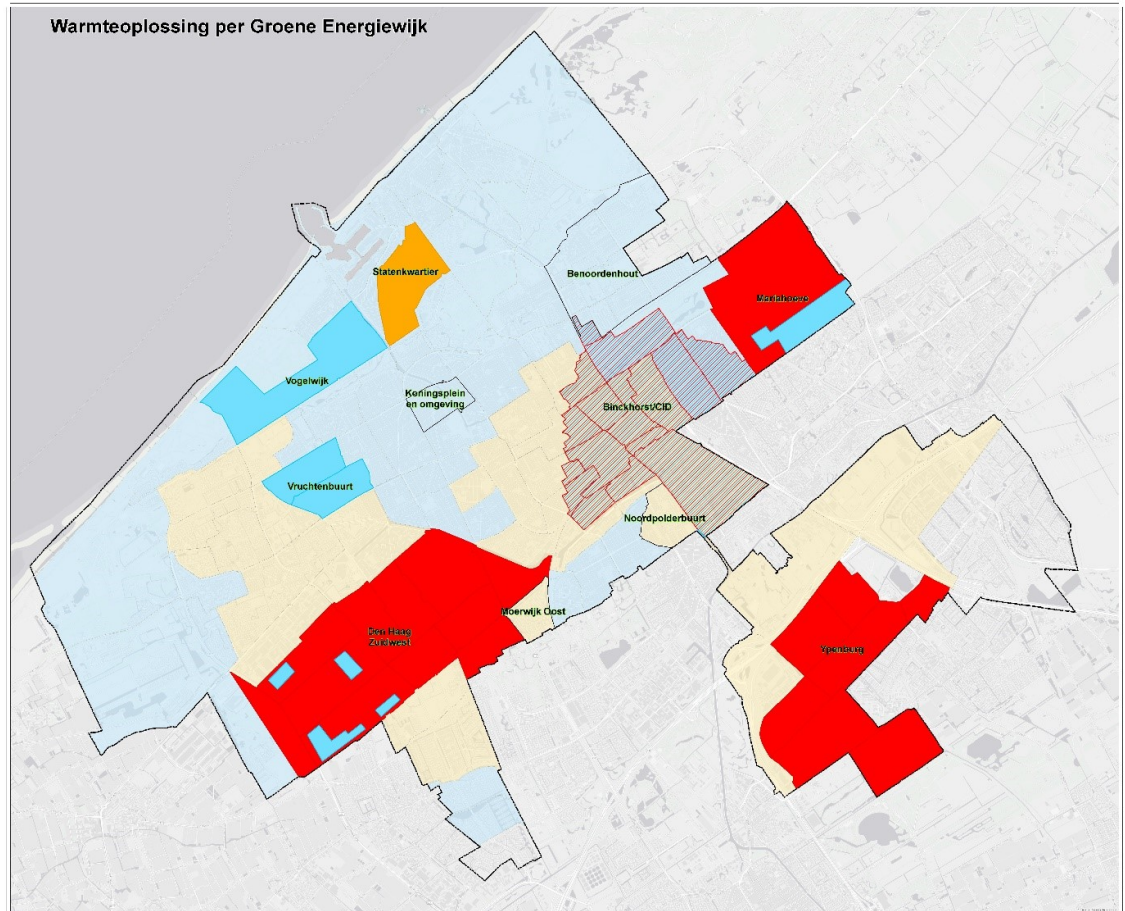 Warmteoplossing per Groene Energiewijk
Statenkwartier
Benoordenhout
Mariahoeve
Vogelwijk
Koningsplein
en omgeving
Binckhorst/CID
Vruchtenbuurt
Noordpolderbuurt
Moerwijk Oost
Den Haag
Zuidwest
Ypenburg